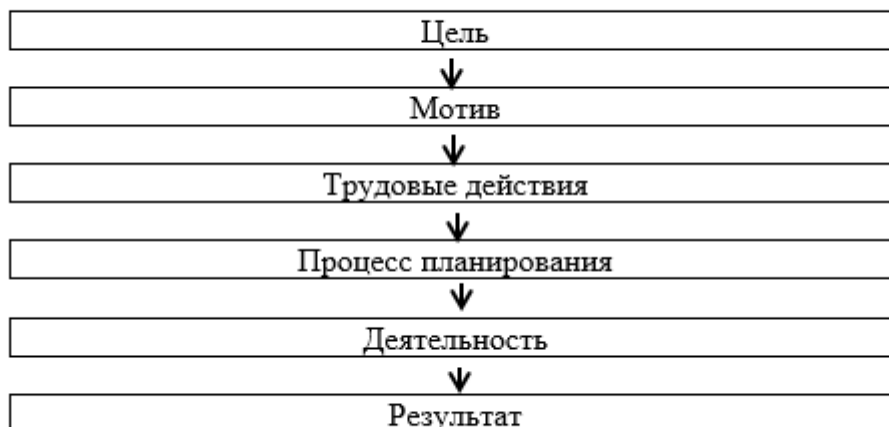 Цель
Мотив
Трудовые действия
Процесс планирования
Деятельность
Результат